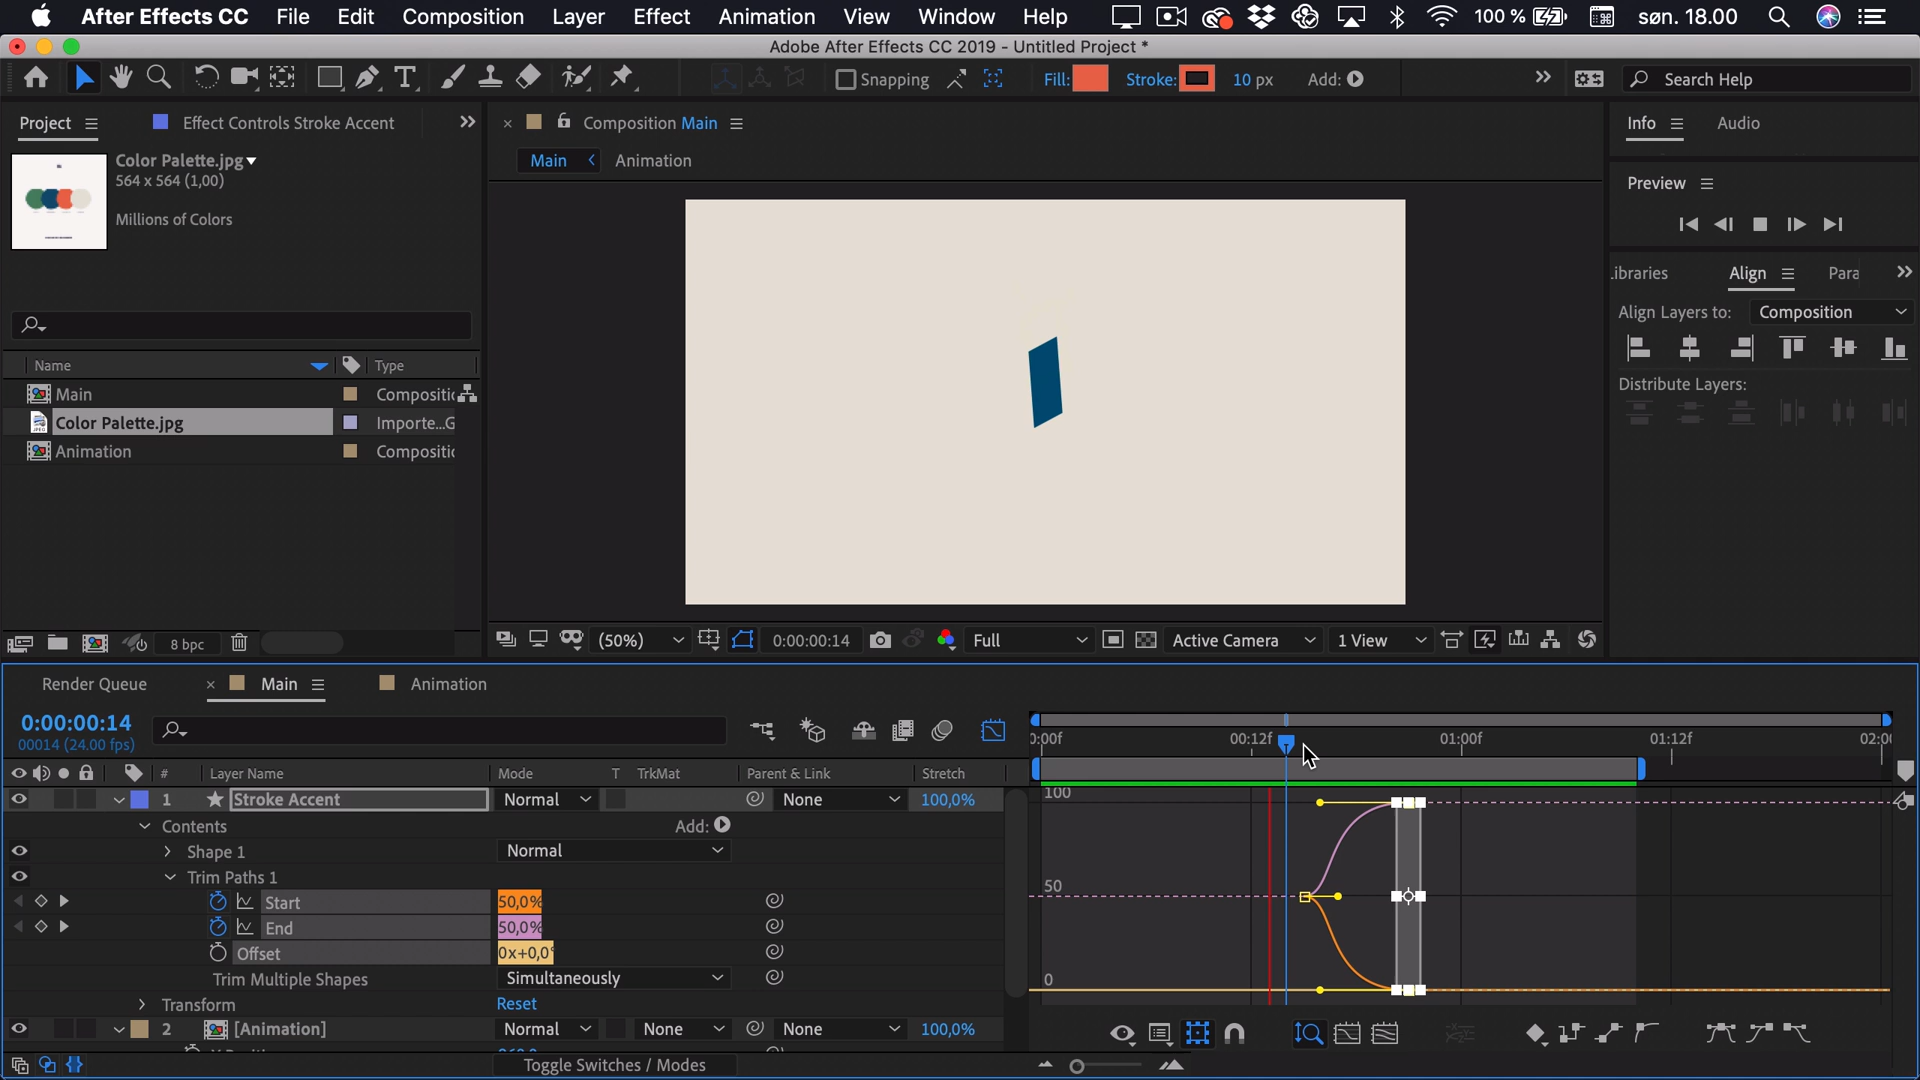 After Effects CC File Edit Composition Layer Effect Animation View Window Help 100 % søn. 18.00
Adobe After Effects CC 2019 - Untitled Project *
Snapping Fill: Stroke: 10 px Add: Search Help
Project Effect Controls Stroke Accent
Composition Main
Info Audio
Color Palette.jpg
564 x 564 (1,00)
Millions of Colors
Main Animation
Preview
ibraries Align Para
Align Layers to: Composition
Distribute Layers:
Name Type
Main Compositic
Color Palette.jpg Importe...G
Animation Compositic
8 bpc
(50%) 0:00:00:14 Full Active Camera 1 View
Render Queue Main Animation
0:00:00:14
00014 (24.00 fps)
):00f 00:12f 01:00f 01:12f 02:0
# Layer Name Mode T TrkMat Parent & Link Stretch
1 Stroke Accent Normal None 100,0%
Contents Add:
Shape 1 Normal
Trim Paths 1
Start 50,0%
End 50,0%
Offset 0x+0,0°
Trim Multiple Shapes Simultaneously
Transform Reset
2 [Animation] Normal None None 100,0%
Toggle Switches / Modes
100
50
0